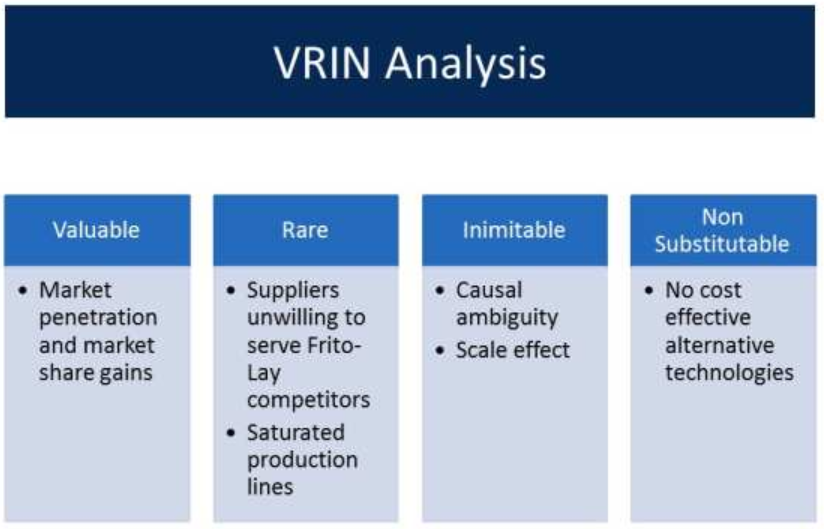 VRIN Analysis
Valuable
• Market
penetration
and market
share gains
Rare
• Suppliers
unwilling to
serve Frito-
Lay
competitors
• Saturated
production
lines
Inimitable
• Causal
ambiguity
• Scale effect
Non
Substitutable
• No cost
effective
alternative
technologies